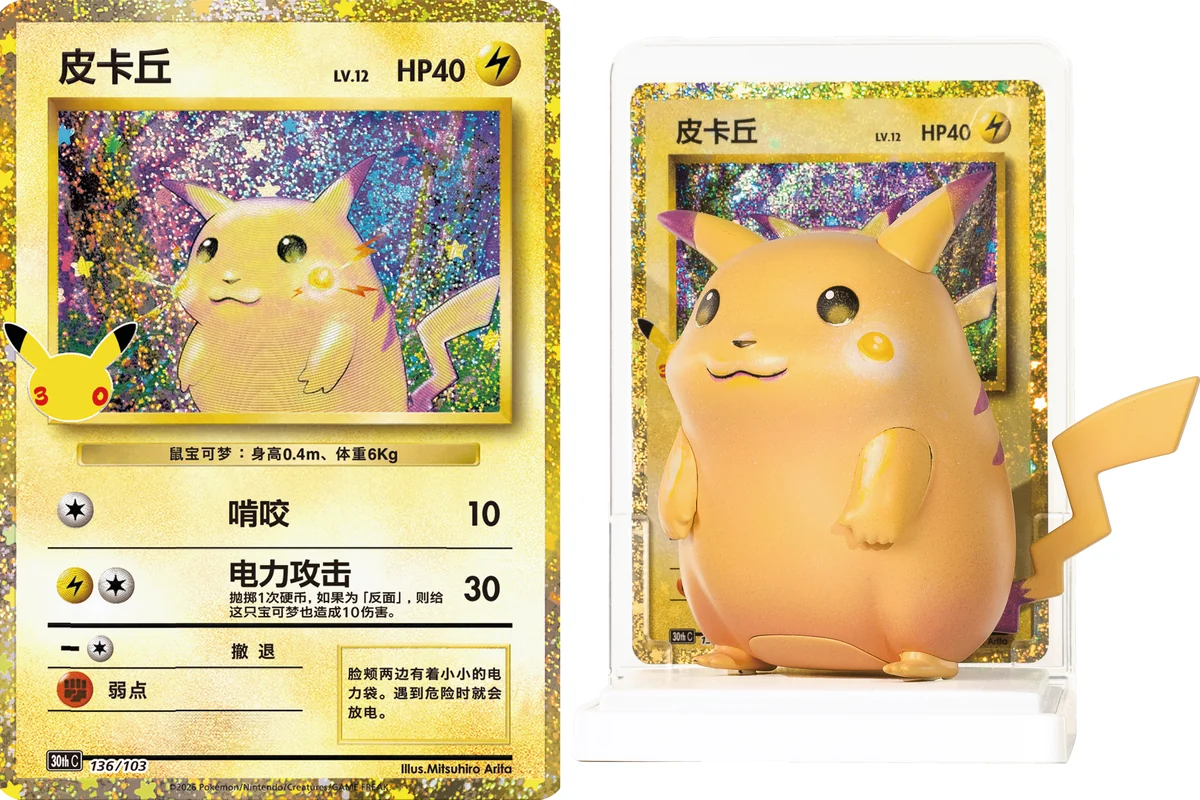 皮卡丘
LV.12 HP40
3 0
鼠宝可梦：身高0.4m、体重6Kg
啃咬 10
电力攻击 30
抛掷1次硬币，如果为「反面」，则给
这只宝可梦也造成10伤害。
撤退
弱点
脸颊两边有着小小的电
力袋。遇到危险时就会
放电。
30th C 136/103
Illus.Mitsuhiro Arita
©2026 Pokémon/Nintendo/Creatures/GAME FREAK
皮卡丘
LV.12 HP40
30th C